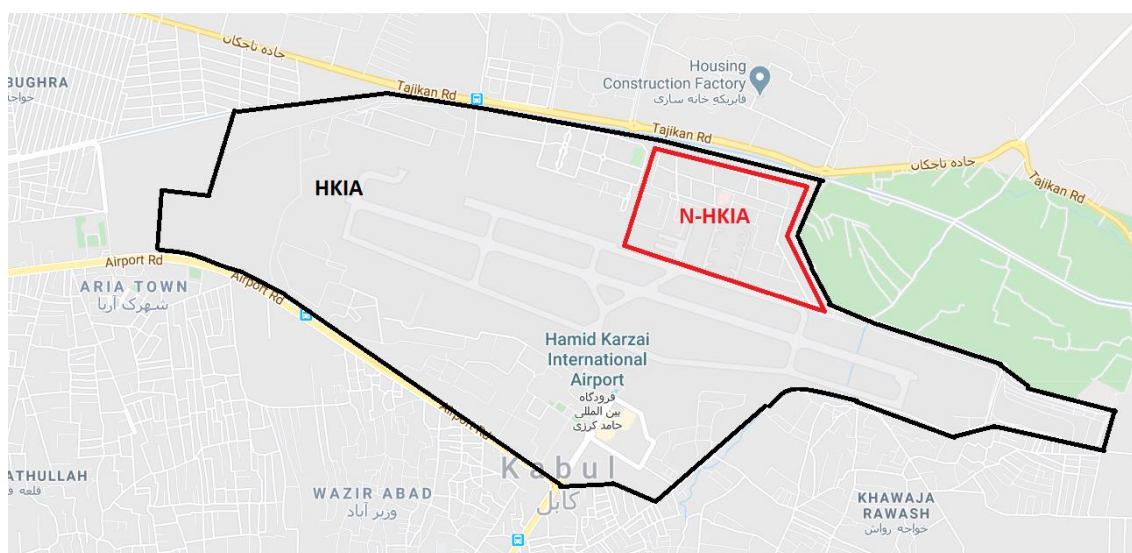 BUGHRA
جاده تاجکان
Tajikan Rd
Housing
Construction Factory
فابریکه خانه سازی
Tajikan Rd
جاده تاجکان
Tajikan Rd
HKIA
N-HKIA
Airport Rd
ARIA TOWN
شهرک آریا
Airport Rd
Hamid Karzai
International
Airport
فرودگاه
بین المللی
حامد کرزی
Airport Rd
Kabul
کابل
ATHULLAH
قلعه ف
WAZIR ABAD
وزیر آباد
KHAWAJA
RAWASH
خواجه رواش